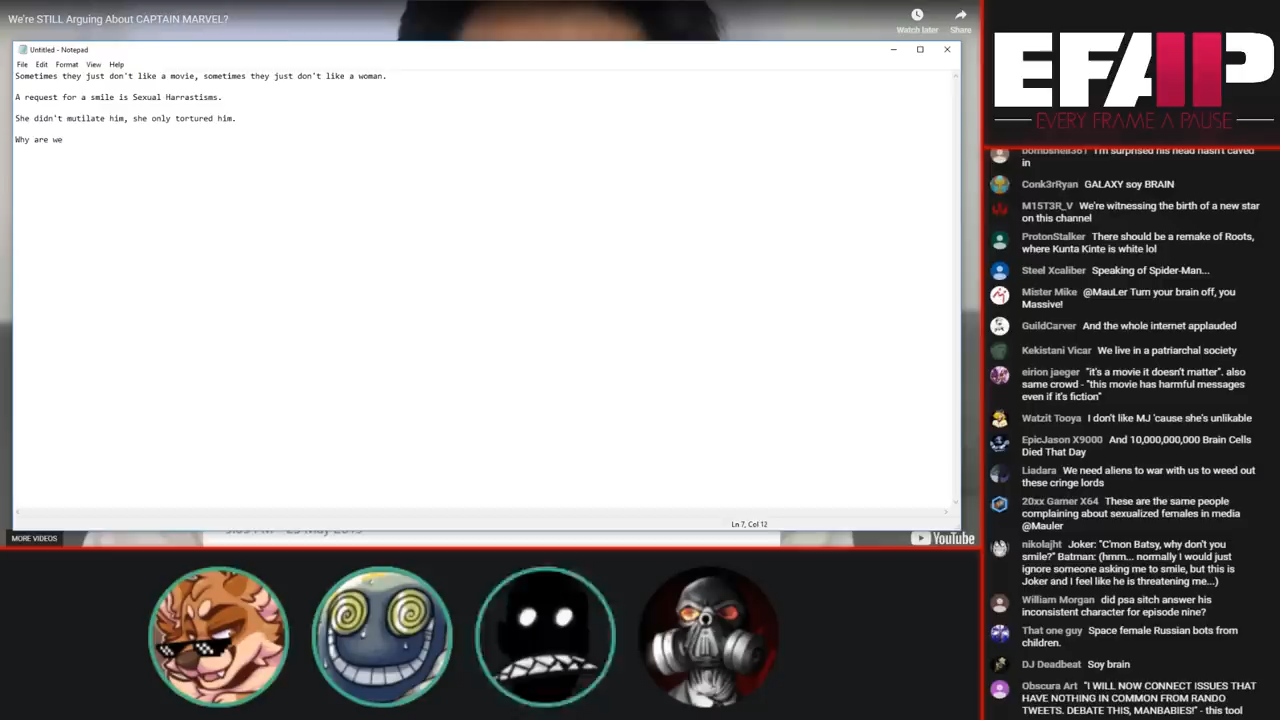 We're STILL Arguing About CAPTAIN MARVEL?
Watch later
Share
Untitled - Notepad
File Edit Format View Help
Sometimes they just don't like a movie, sometimes they just don't like a woman.
A request for a smile is Sexual Harrastisms.
She didn't mutilate him, she only tortured him.
Why are we
Ln 7, Col 12
MORE VIDEOS
YouTube
EFAP
EVERY FRAME A PAUSE
bombshell361 I'm surprised his head hasn't caved
in
Conk3rRyan GALAXY soy BRAIN
M15T3R_V We're witnessing the birth of a new star
on this channel
ProtonStalker There should be a remake of Roots,
where Kunta Kinte is white lol
Steel Xcaliber Speaking of Spider-Man...
Mister Mike @MauLer Turn your brain off, you
Massive!
GuildCarver And the whole internet applauded
Kekistani Vicar We live in a patriarchal society
eirion jaeger "it's a movie it doesn't matter". also
same crowd - "this movie has harmful messages
even if it's fiction"
Watzit Tooya I don't like MJ 'cause she's unlikable
EpicJason X9000 And 10,000,000,000 Brain Cells
Died That Day
Liadara We need aliens to war with us to weed out
these cringe lords
20xx Gamer X64 These are the same people
complaining about sexualized females in media
@Mauler
nikolajht Joker: "C'mon Batsy, why don't you
smile?" Batman: (hmm... normally I would just
ignore someone asking me to smile, but this is
Joker and I feel like he is threatening me...)
William Morgan did psa sitch answer his
inconsistent character for episode nine?
That one guy Space female Russian bots from
children.
DJ Deadbeat Soy brain
Obscura Art "I WILL NOW CONNECT ISSUES THAT
HAVE NOTHING IN COMMON FROM RANDO
TWEETS. DEBATE THIS, MANBABIES!" - this tool